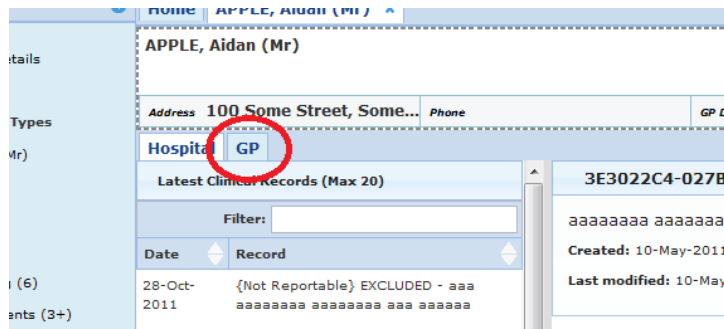 Home APPLE, Aidan (Mr) x
APPLE, Aidan (Mr)
etails
Address 100 Some Street, Some... Phone GP
Types
Hospital GP
Mr)
Latest Clinical Records (Max 20)
3E3022C4-027B
Filter:
aaaaaaaa aaaaaaa
Date Record
Created: 10-May-2011
28-Oct-2011
{Not Reportable} EXCLUDED - aaa
aaaaaaaa aaaaaaaa aaa aaaaaa
Last modified: 10-May
(6)
ents (3+)